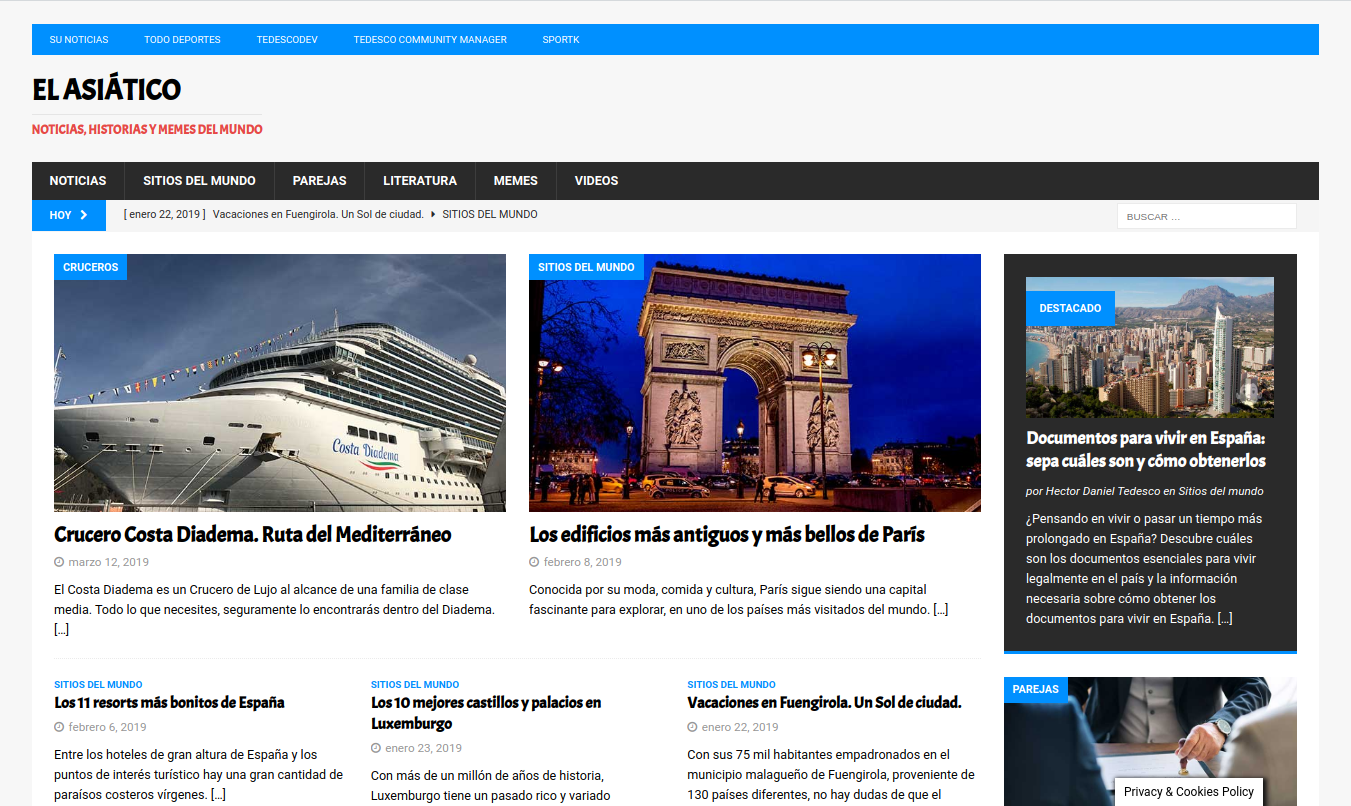 SU NOTICIAS TODO DEPORTES TEDESCODEV TEDESCO COMMUNITY MANAGER SPORTK
EL ASIÁTICO
NOTICIAS, HISTORIAS Y MEMES DEL MUNDO
NOTICIAS SITIOS DEL MUNDO PAREJAS LITERATURA MEMES VIDEOS
HOY [ enero 22, 2019 ] Vacaciones en Fuengirola. Un Sol de ciudad. SITIOS DEL MUNDO BUSCAR …
CRUCEROS
Costa Diadema
Crucero Costa Diadema. Ruta del Mediterráneo
marzo 12, 2019
El Costa Diadema es un Crucero de Lujo al alcance de una familia de clase
media. Todo lo que necesites, seguramente lo encontrarás dentro del Diadema.
[...]
SITIOS DEL MUNDO
Los edificios más antiguos y más bellos de París
febrero 8, 2019
Conocida por su moda, comida y cultura, París sigue siendo una capital
fascinante para explorar, en uno de los países más visitados del mundo. [...]
DESTACADO
Documentos para vivir en España:
sepa cuáles son y cómo obtenerlos
por Hector Daniel Tedesco en Sitios del mundo
¿Pensando en vivir o pasar un tiempo más
prolongado en España? Descubre cuáles
son los documentos esenciales para vivir
legalmente en el país y la información
necesaria sobre cómo obtener los
documentos para vivir en España. [...]
SITIOS DEL MUNDO
Los 11 resorts más bonitos de España
febrero 6, 2019
Entre los hoteles de gran altura de España y los
puntos de interés turístico hay una gran cantidad de
paraísos costeros vírgenes. [...]
SITIOS DEL MUNDO
Los 10 mejores castillos y palacios en
Luxemburgo
enero 23, 2019
Con más de un millón de años de historia,
Luxemburgo tiene un pasado rico y variado
SITIOS DEL MUNDO
Vacaciones en Fuengirola. Un Sol de ciudad.
enero 22, 2019
Con sus 75 mil habitantes empadronados en el
municipio malagueño de Fuengirola, proveniente de
130 países diferentes, no hay dudas de que el
PAREJAS
Privacy & Cookies Policy